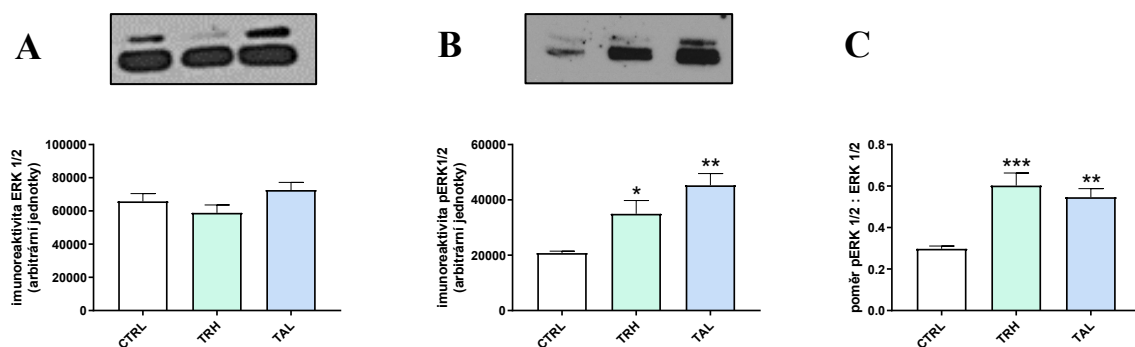 A
B
C
imunoreaktivita ERK 1/2
(arbitrární jednotky)
100000
80000
60000
40000
20000
0
CTRL
TRH
TAL
imunoreaktivita pERK1/2
(arbitrární jednotky)
60000
40000
20000
0
*
**
CTRL
TRH
TAL
poměr pERK 1/2 : ERK 1/2
0.8
0.6
0.4
0.2
0.0
***
**
CTRL
TRH
TAL